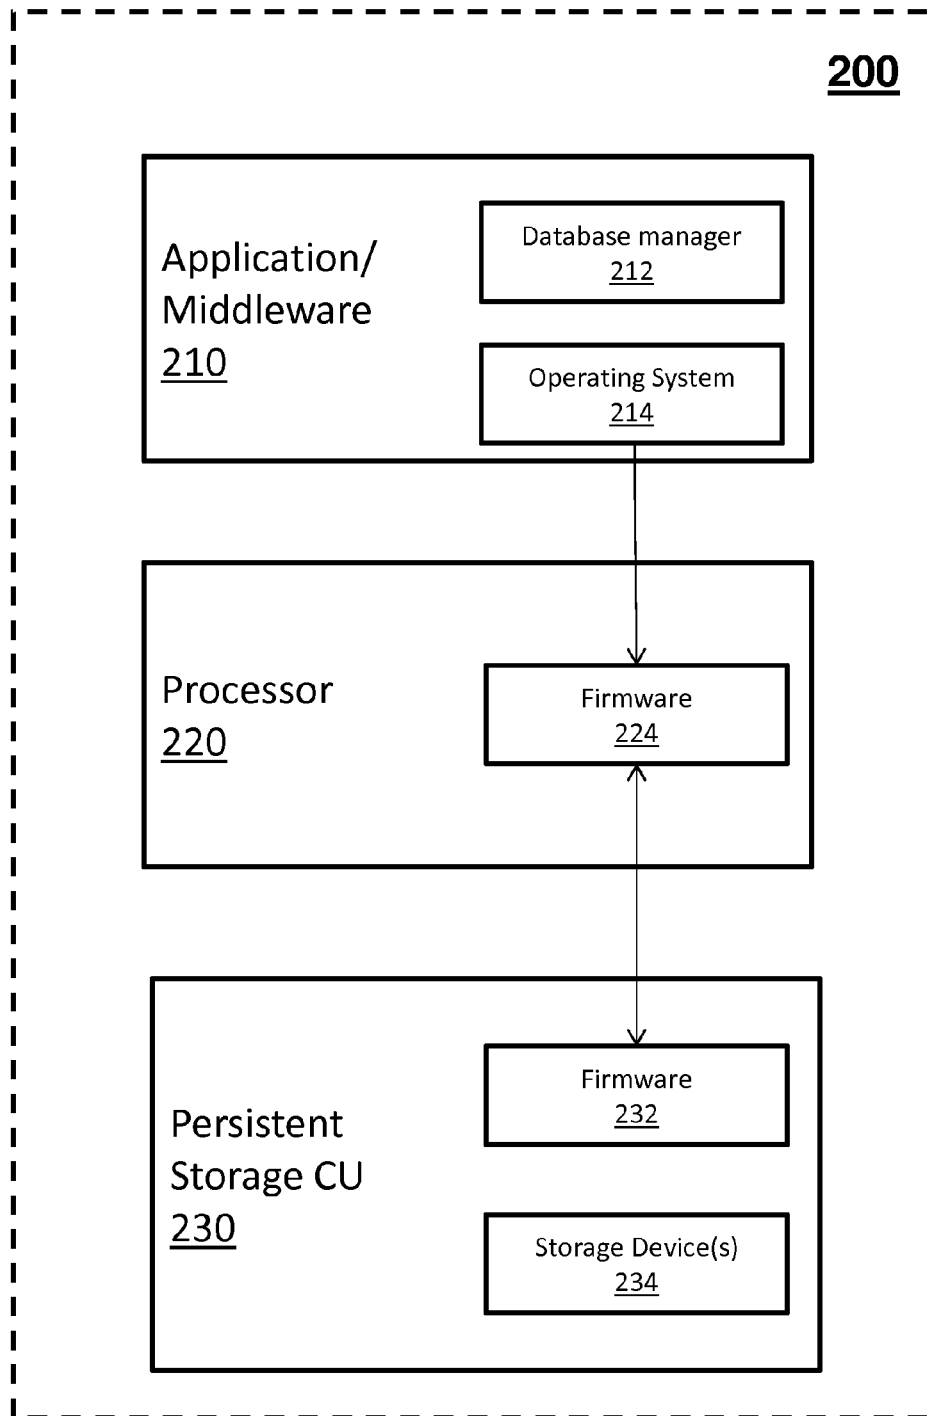 200
Application/
Middleware
210
Database manager
212
Operating System
214
Processor
220
Firmware
224
Persistent
Storage CU
230
Firmware
232
Storage Device(s)
234